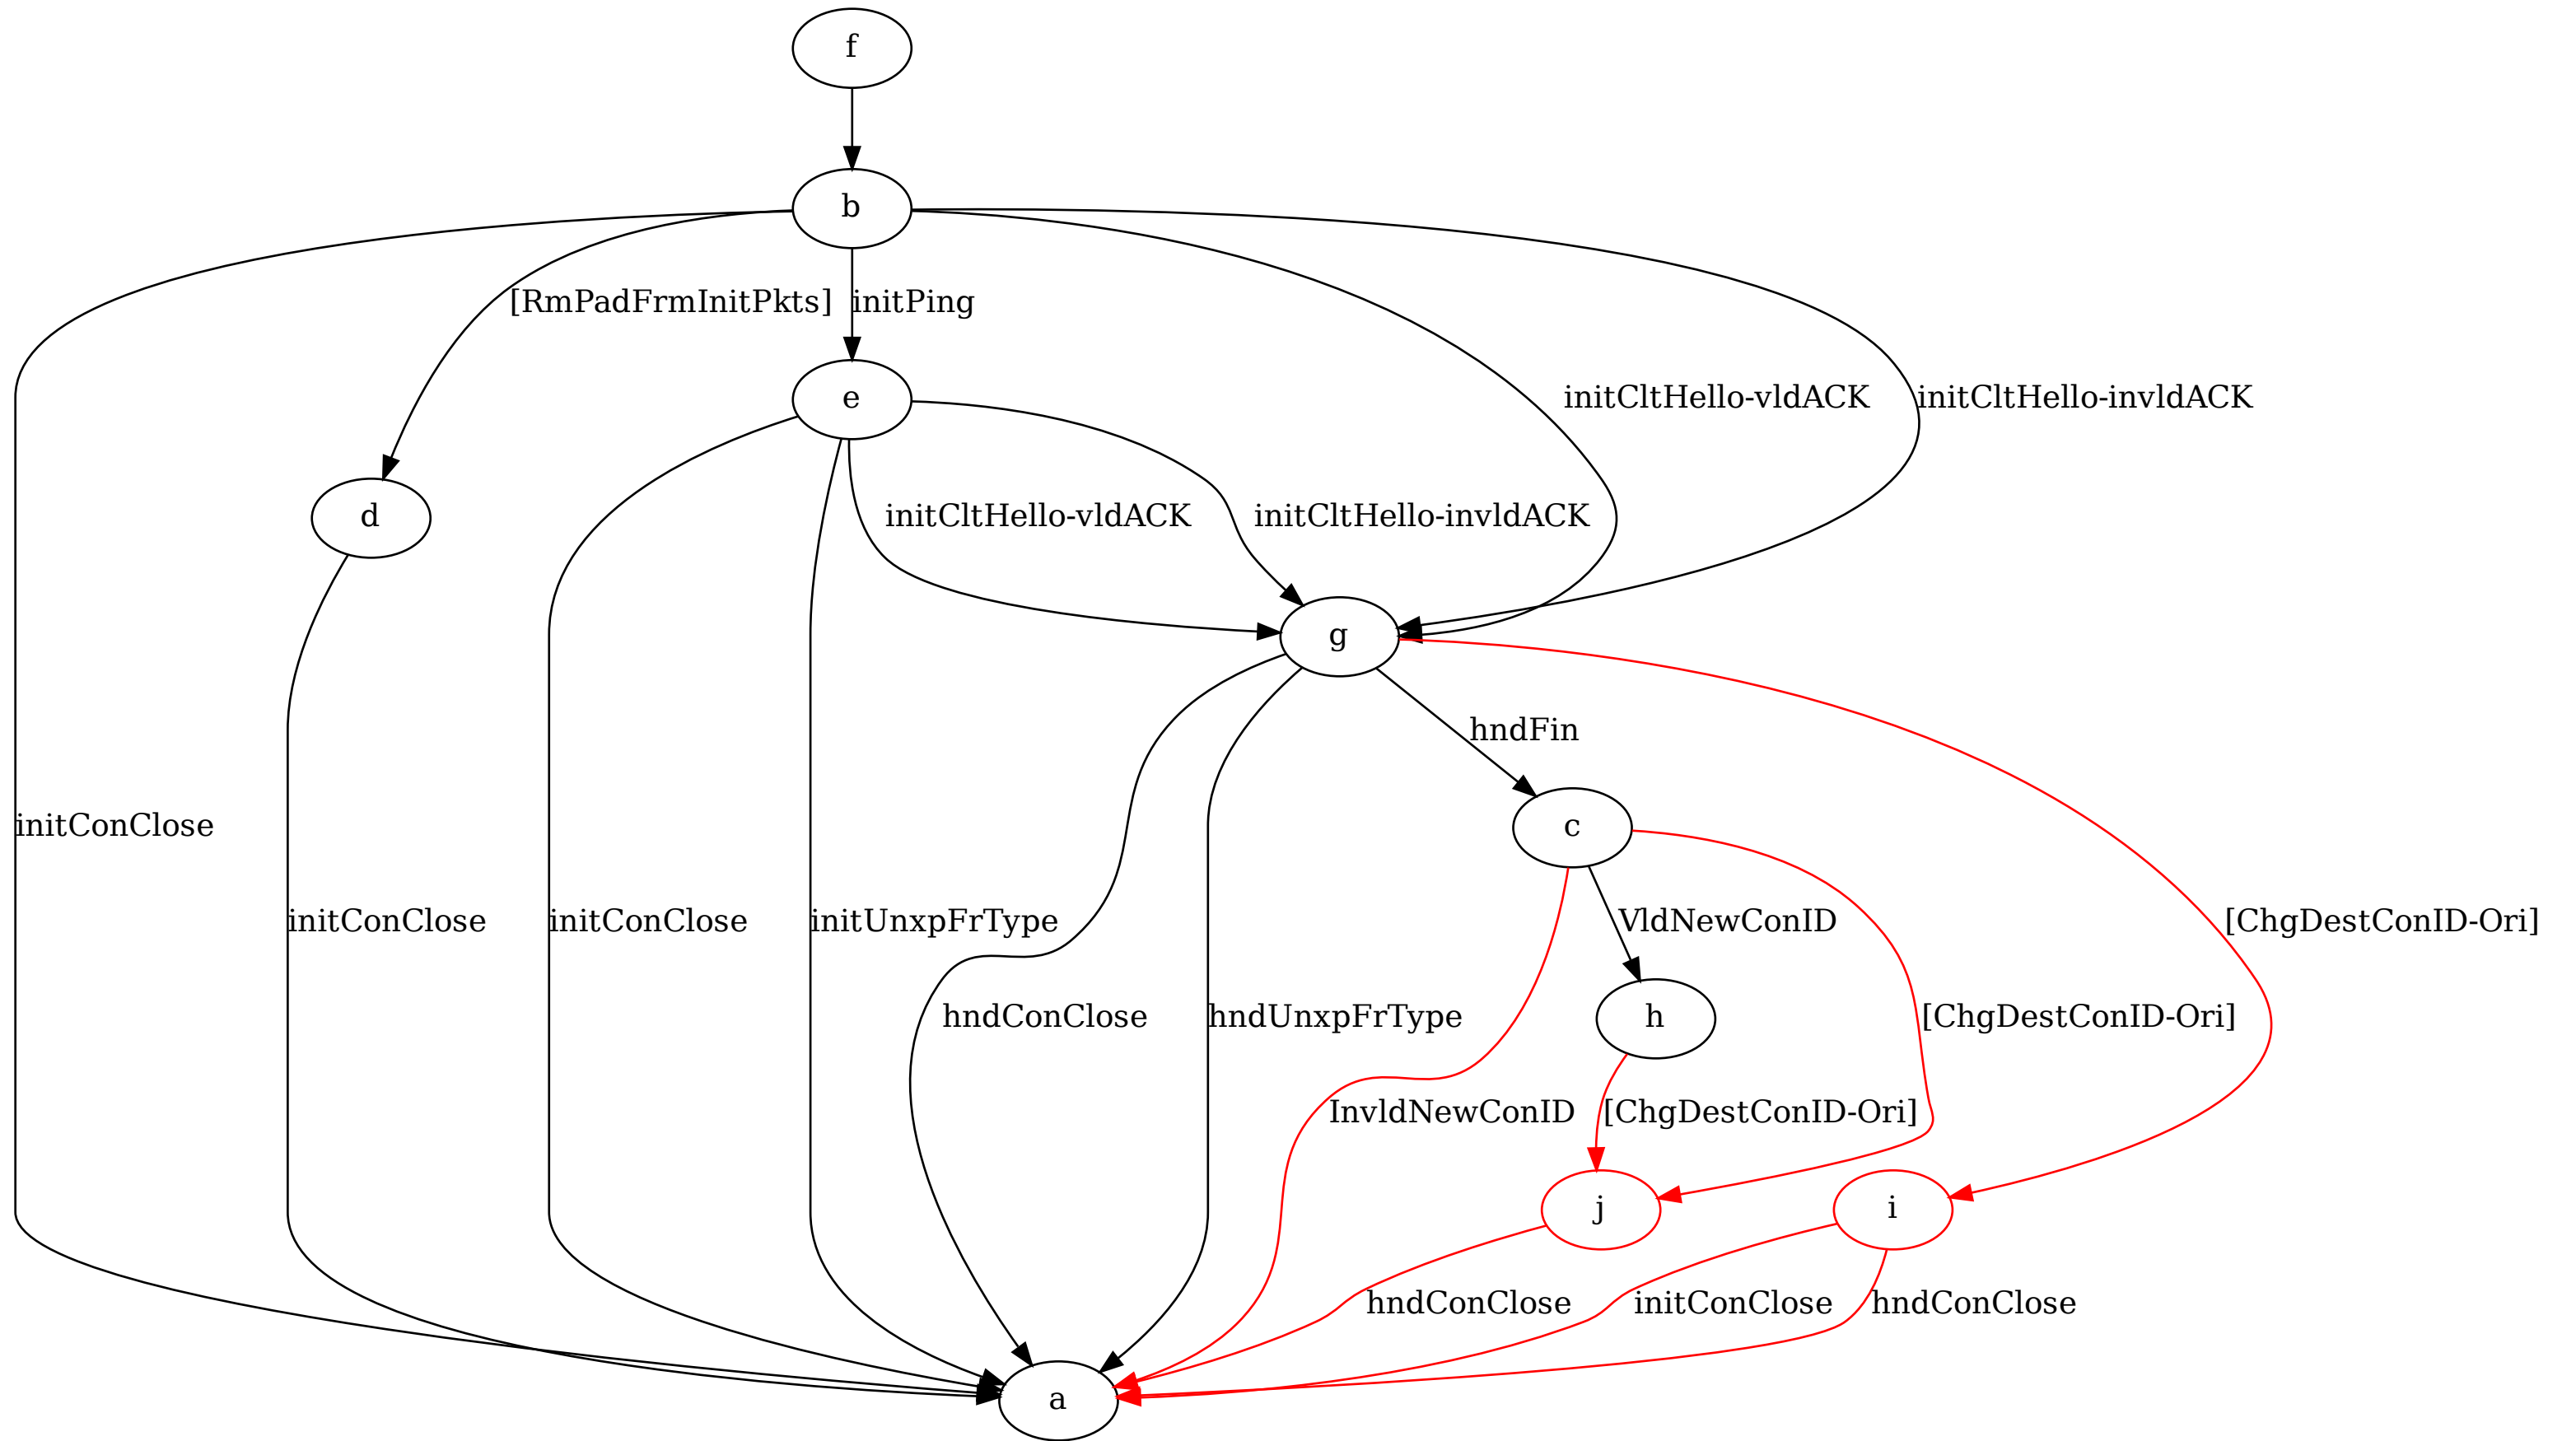 f
b
[RmPadFrmInitPkts]
initPing
e
initCltHello-vldACK
initCltHello-invldACK
d
initCltHello-vldACK
initCltHello-invldACK
g
hndFin
initConClose
c
initConClose
initConClose
initUnxpFrType
VldNewConID
[ChgDestConID-Ori]
hndConClose
hndUnxpFrType
h
[ChgDestConID-Ori]
InvldNewConID
[ChgDestConID-Ori]
j
i
hndConClose
initConClose
hndConClose
a